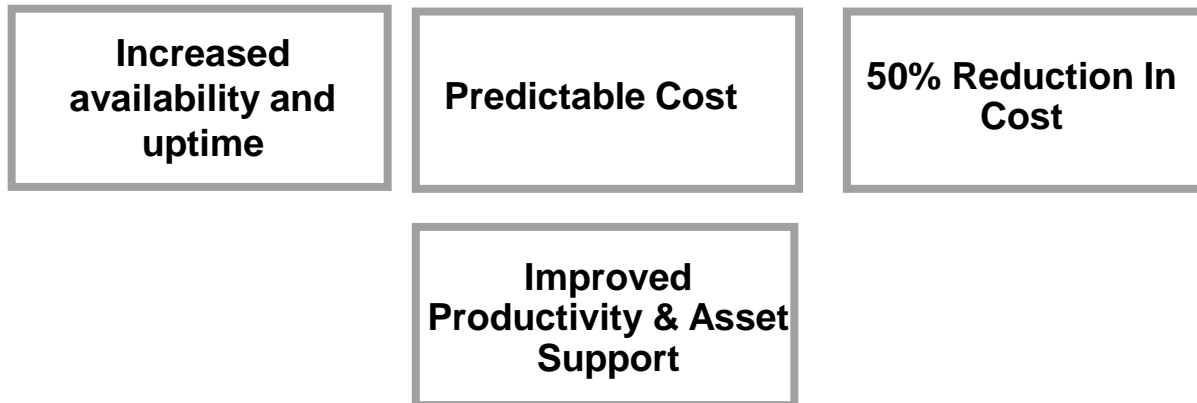 Increased
availability and
uptime
Predictable Cost
50% Reduction In
Cost
Improved
Productivity & Asset
Support